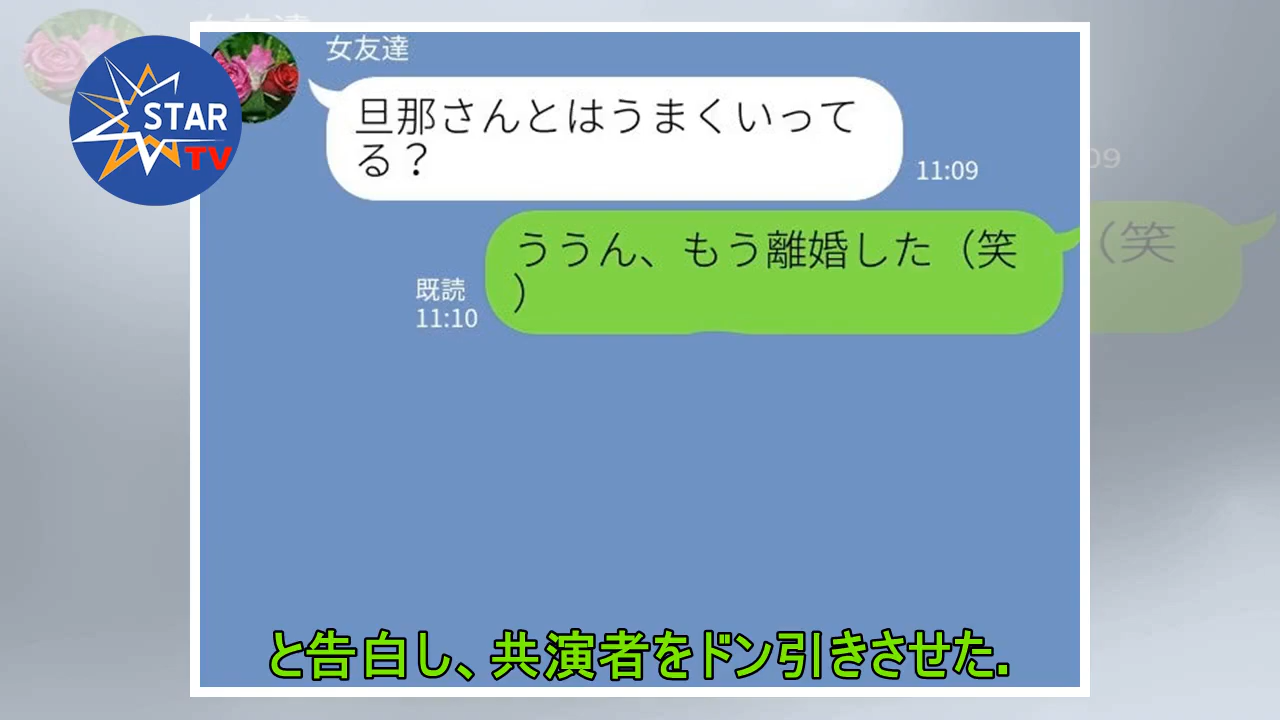 女友達
STAR
TV
旦那さんとはうまくいって
る？
11:09
ううん、もう離婚した（笑
）
既読
11:10
09
（笑
と告白し、共演者をドン引きさせた.